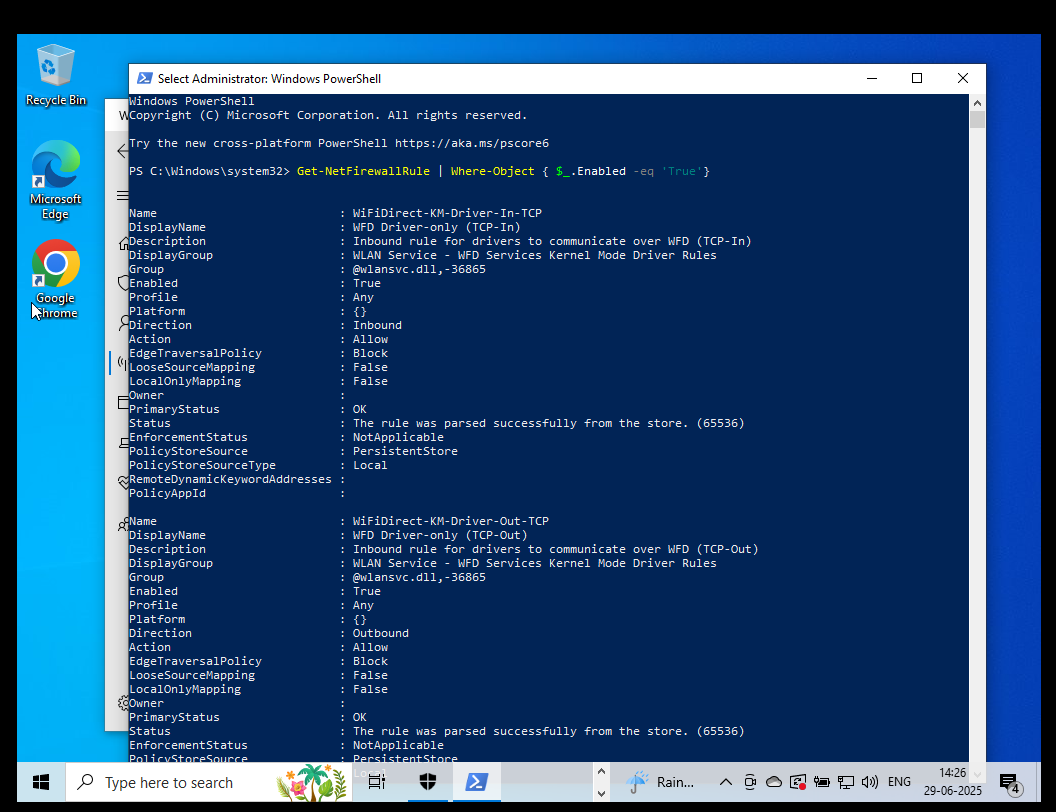 Recycle Bin
Microsoft
Edge
Google
Chrome
Select Administrator: Windows PowerShell
Windows PowerShell
Copyright (C) Microsoft Corporation. All rights reserved.
Try the new cross-platform PowerShell https://aka.ms/pscore6
PS C:\Windows\system32> Get-NetFirewallRule | Where-Object { $_.Enabled -eq 'True'}
Name : WiFiDirect-KM-Driver-In-TCP
DisplayName : WFD Driver-only (TCP-In)
Description : Inbound rule for drivers to communicate over WFD (TCP-In)
DisplayGroup : WLAN Service - WFD Services Kernel Mode Driver Rules
Group : @wlansvc.dll,-36865
Enabled : True
Profile : Any
Platform : {}
Direction : Inbound
Action : Allow
EdgeTraversalPolicy : Block
LooseSourceMapping : False
LocalOnlyMapping : False
Owner :
PrimaryStatus : OK
Status : The rule was parsed successfully from the store. (65536)
EnforcementStatus : NotApplicable
PolicyStoreSource : PersistentStore
PolicyStoreSourceType : Local
RemoteDynamicKeywordAddresses :
PolicyAppId :
Name : WiFiDirect-KM-Driver-Out-TCP
DisplayName : WFD Driver-only (TCP-Out)
Description : Inbound rule for drivers to communicate over WFD (TCP-Out)
DisplayGroup : WLAN Service - WFD Services Kernel Mode Driver Rules
Group : @wlansvc.dll,-36865
Enabled : True
Profile : Any
Platform : {}
Direction : Outbound
Action : Allow
EdgeTraversalPolicy : Block
LooseSourceMapping : False
LocalOnlyMapping : False
Owner :
PrimaryStatus : OK
Status : The rule was parsed successfully from the store. (65536)
EnforcementStatus : NotApplicable
PolicyStoreSource : PersistentStore
Type here to search
Rain...
ENG
14:26
29-06-2025
4